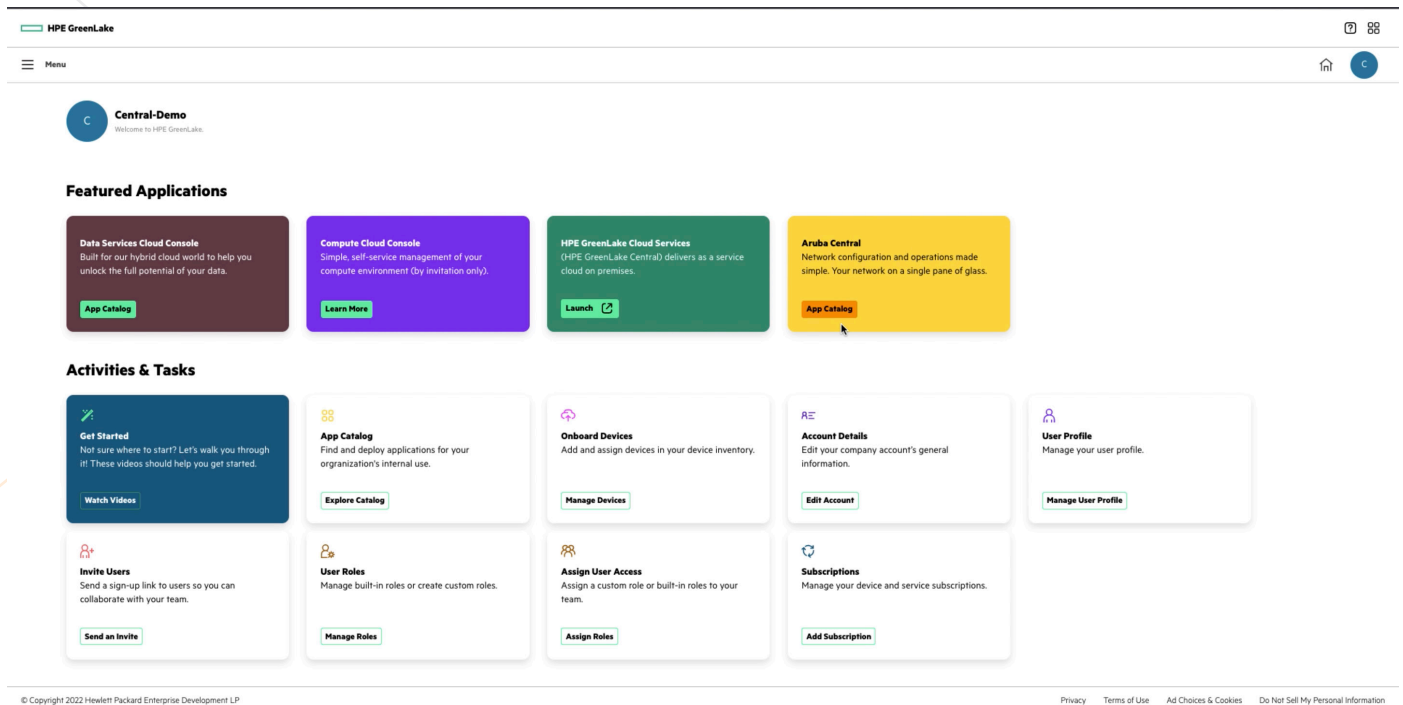 HPE GreenLake
Menu
C
C
Central-Demo
Welcome to HPE GreenLake.
Featured Applications
Data Services Cloud Console
Built for our hybrid cloud world to help you
unlock the full potential of your data.
App Catalog
Compute Cloud Console
Simple, self-service management of your
compute environment (by invitation only).
Learn More
HPE GreenLake Cloud Services
(HPE GreenLake Central) delivers as a service
cloud on premises.
Launch
Aruba Central
Network configuration and operations made
simple. Your network on a single pane of glass.
App Catalog
Activities & Tasks
Get Started
Not sure where to start? Let's walk you through
it! These videos should help you get started.
Watch Videos
App Catalog
Find and deploy applications for your
orgranization's internal use.
Explore Catalog
Onboard Devices
Add and assign devices in your device inventory.
Manage Devices
Account Details
Edit your company account's general
information.
Edit Account
User Profile
Manage your user profile.
Manage User Profile
Invite Users
Send a sign-up link to users so you can
collaborate with your team.
Send an Invite
User Roles
Manage built-in roles or create custom roles.
Manage Roles
Assign User Access
Assign a custom role or built-in roles to your
team.
Assign Roles
Subscriptions
Manage your device and service subscriptions.
Add Subscription
© Copyright 2022 Hewlett Packard Enterprise Development LP
Privacy Terms of Use Ad Choices & Cookies Do Not Sell My Personal Information